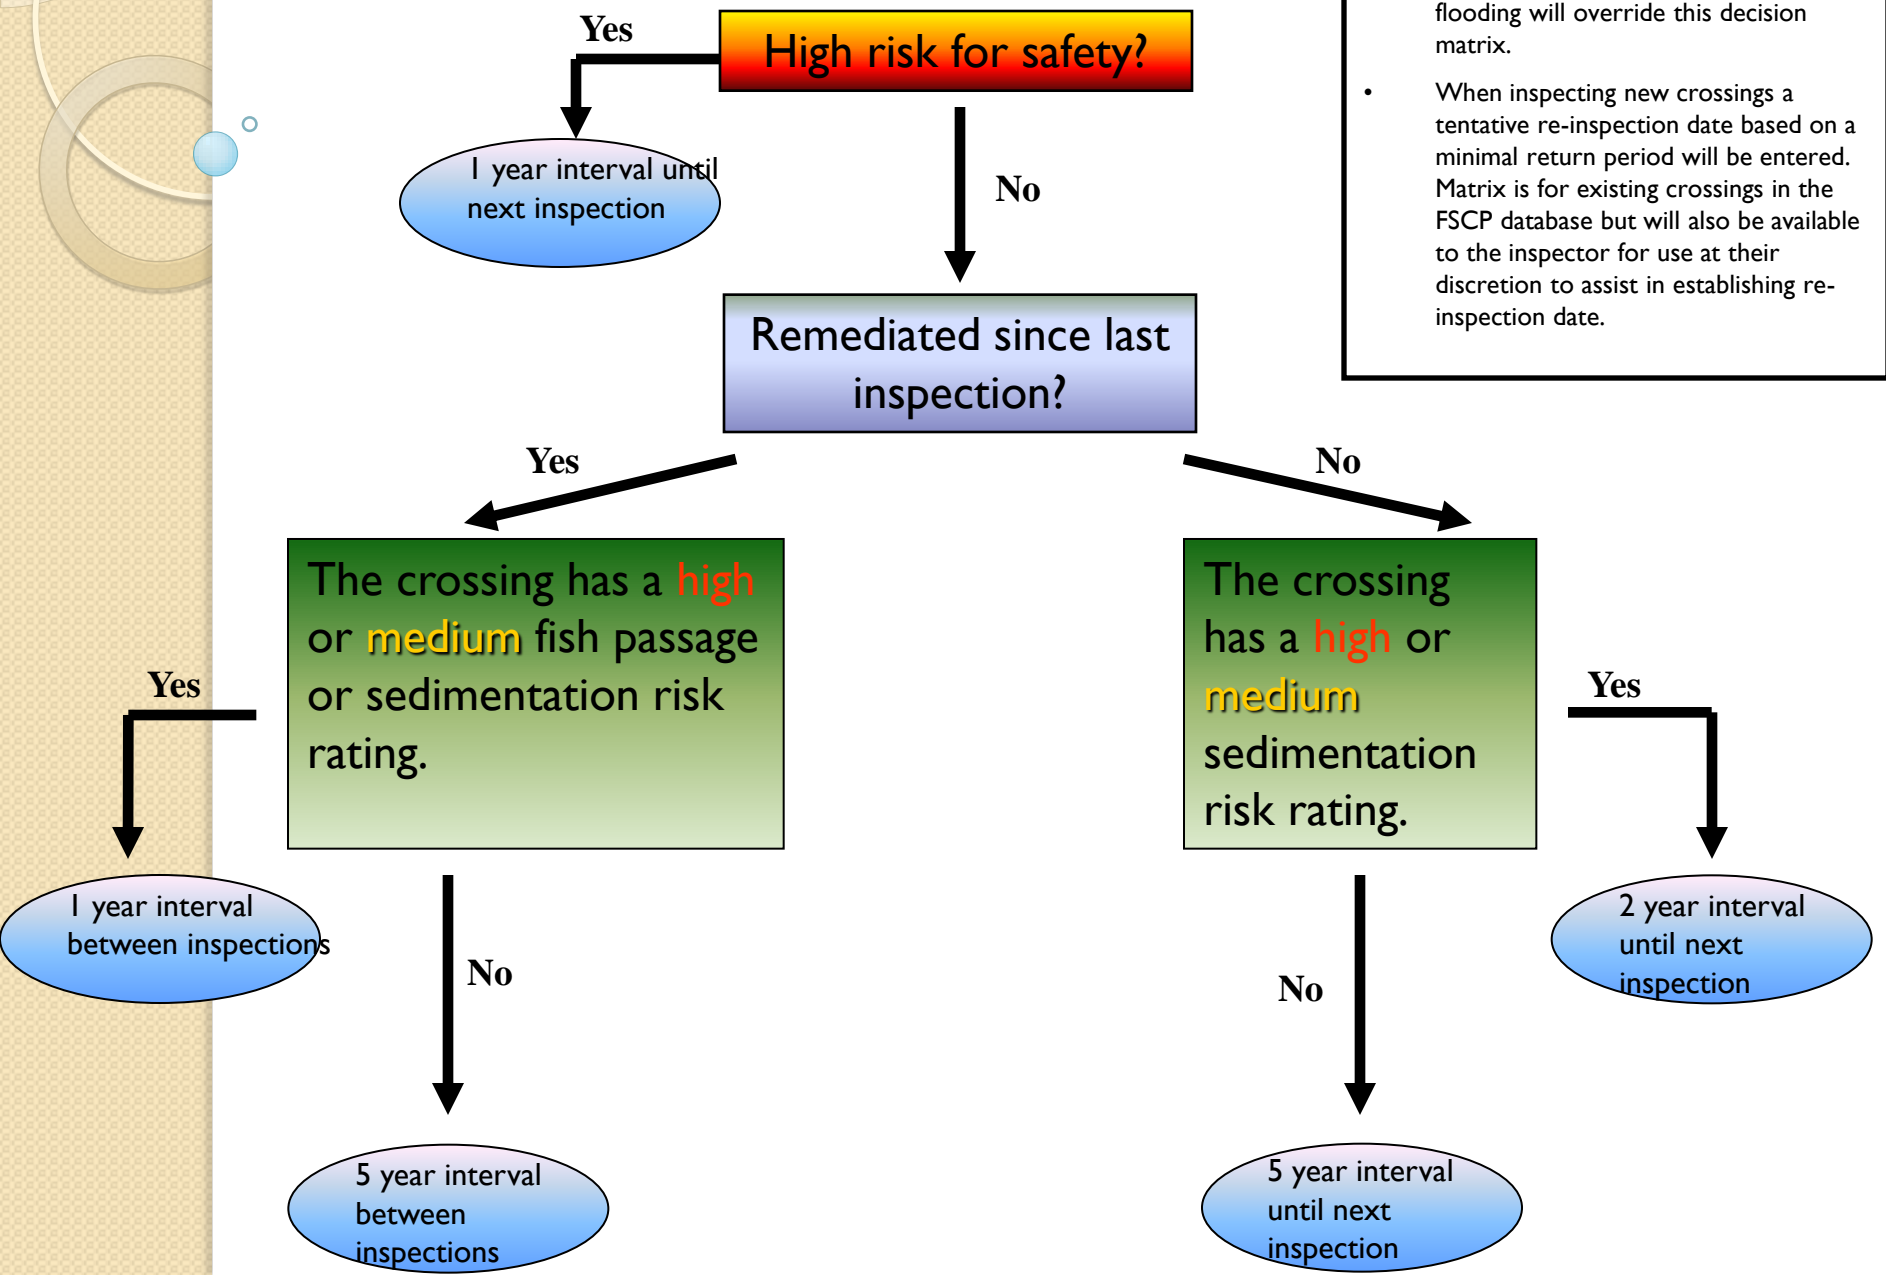 Yes
High risk for safety?
flooding will override this decision
matrix.
• When inspecting new crossings a
tentative re-inspection date based on a
minimal return period will be entered.
Matrix is for existing crossings in the
FSCP database but will also be available
to the inspector for use at their
discretion to assist in establishing re-
inspection date.
1 year interval until
next inspection
No
Remediated since last
inspection?
Yes
No
The crossing has a high
or medium fish passage
or sedimentation risk
rating.
The crossing
has a high or
medium
sedimentation
risk rating.
Yes
Yes
1 year interval
between inspections
No
No
2 year interval
until next
inspection
5 year interval
between
inspections
5 year interval
until next
inspection